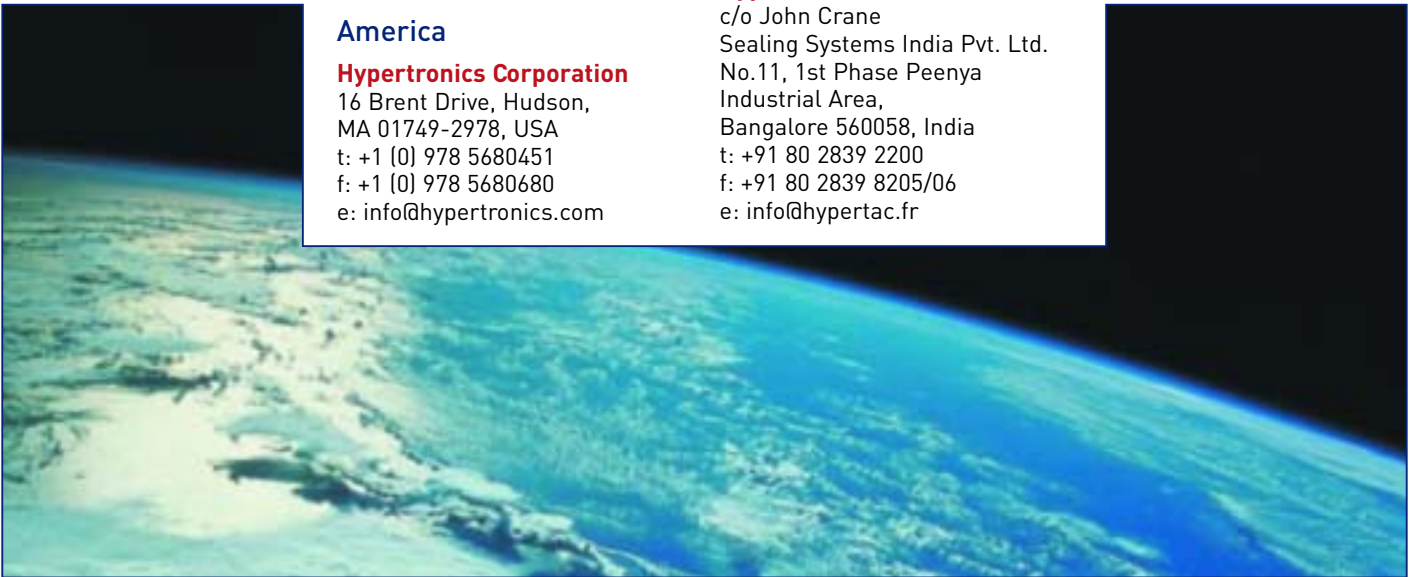 America
Hypertronics Corporation
16 Brent Drive, Hudson,
MA 01749-2978, USA
t: +1 (0) 978 5680451
f: +1 (0) 978 5680680
e: info@hypertronics.com
c/o John Crane
Sealing Systems India Pvt. Ltd.
No.11, 1st Phase Peenya
Industrial Area,
Bangalore 560058, India
t: +91 80 2839 2200
f: +91 80 2839 8205/06
e: info@hypertac.fr